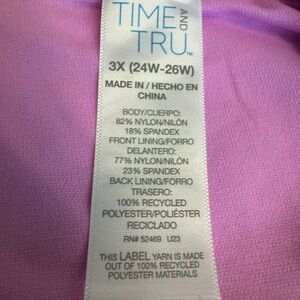 TIME AND
TRU™
3X (24W-26W)
MADE IN / HECHO EN
CHINA
BODY/CUERPO:
82% NYLON/NILÓN
18% SPANDEX
FRONT LINING/FORRO
DELANTERO:
77% NYLON/NILÓN
23% SPANDEX
BACK LINING/FORRO
TRASERO:
100% RECYCLED
POLYESTER/POLIÉSTER
RECICLADO
RN# 52469 U23
THIS LABEL YARN IS MADE
OUT OF 100% RECYCLED
POLYESTER MATERIALS